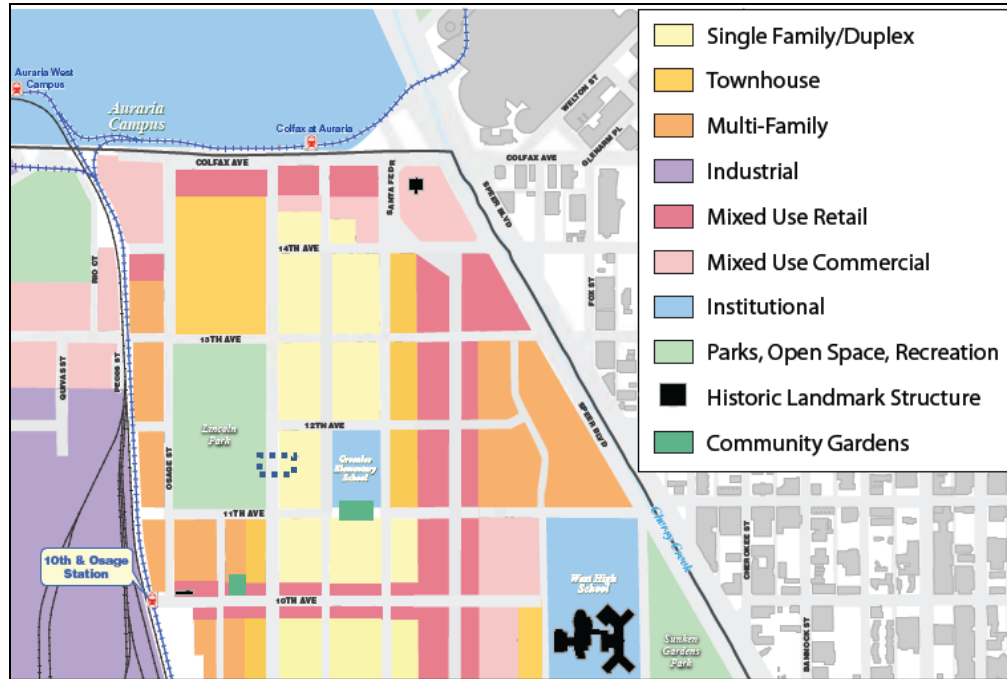 Auraria West
Campus
Auraria
Campus
Colfax at Auraria
COLFAX AVE
SANTA FE DR
SPEER BLVD
COLFAX AVE
WELTON ST
GLENARM PL
14TH AVE
RIO CT
FOX ST
13TH AVE
QUIVAS ST
PECOS ST
Lincoln
Park
12TH AVE
Greenlee
Elementary
School
SPEER BLVD
OSAGE ST
11TH AVE
Cherry Creek
10th & Osage
Station
10TH AVE
West High
School
CHEROKEE ST
BANNOCK ST
Sunken
Gardens
Park
Single Family/Duplex
Townhouse
Multi-Family
Industrial
Mixed Use Retail
Mixed Use Commercial
Institutional
Parks, Open Space, Recreation
Historic Landmark Structure
Community Gardens